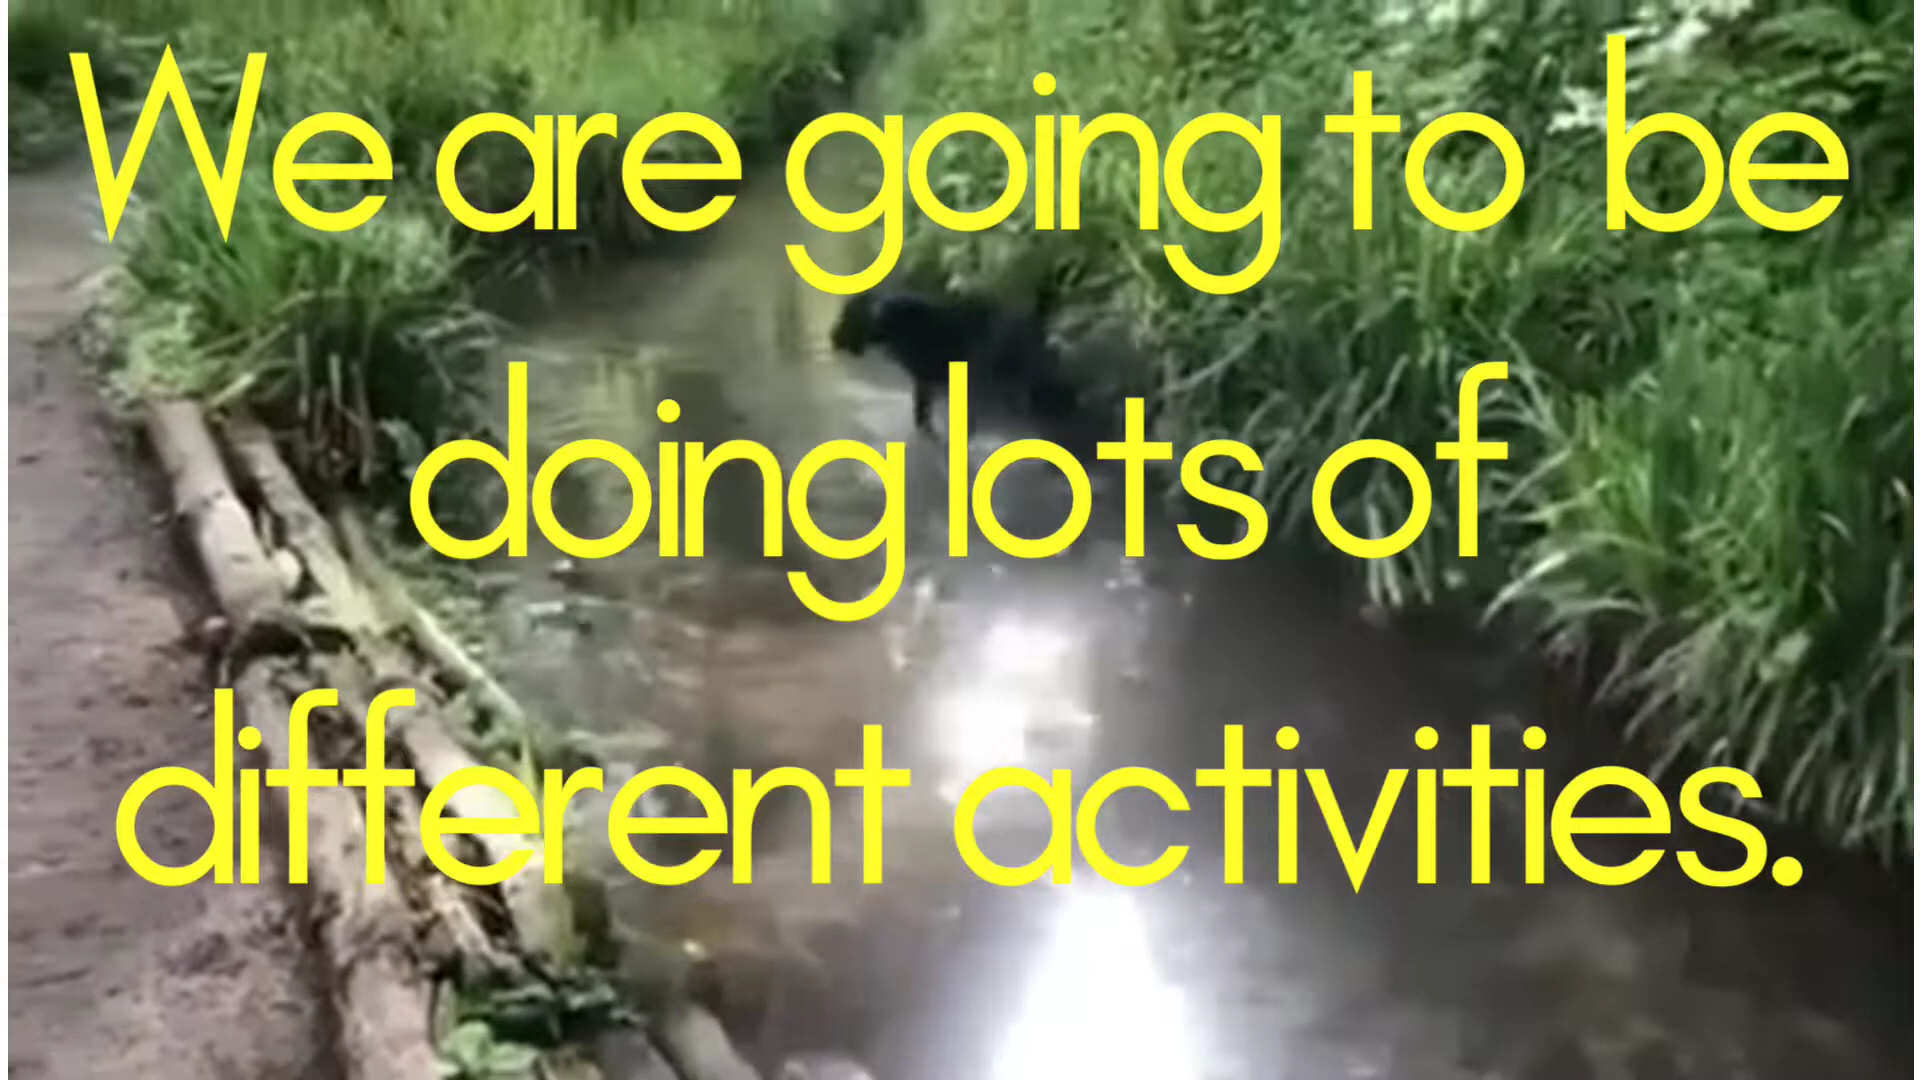 We are going to be
doing lots of
different activities.